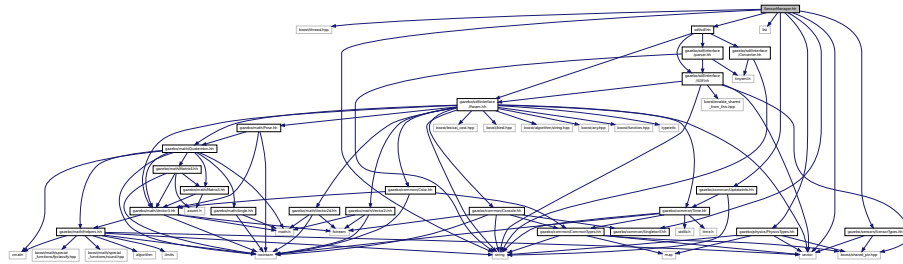 SensorManager.hh
boost/thread.hpp
sdf/sdf.hh
list
gazebo/sdf/interface
/parser.hh
gazebo/sdf/interface
/Converter.hh
gazebo/sdf/interface
/SDF.hh
tinyxml.h
gazebo/sdf/interface
/Param.hh
boost/enable_shared
_from_this.hpp
gazebo/math/Pose.hh
boost/lexical_cast.hpp
boost/bind.hpp
boost/algorithm/string.hpp
boost/any.hpp
boost/function.hpp
typeinfo
gazebo/math/Quaternion.hh
gazebo/math/Matrix4.hh
gazebo/math/Matrix3.hh
gazebo/common/Color.hh
gazebo/common/UpdateInfo.hh
gazebo/math/Vector3.hh
assert.h
gazebo/math/Angle.hh
gazebo/math/Vector2d.hh
gazebo/math/Vector2i.hh
gazebo/common/Console.hh
gazebo/common/Time.hh
gazebo/math/Helpers.hh
fstream
gazebo/common/CommonTypes.hh
gazebo/common/SingletonT.hh
stdlib.h
time.h
gazebo/physics/PhysicsTypes.hh
gazebo/sensors/SensorTypes.hh
cmath
boost/math/special
_functions/fpclassify.hpp
boost/math/special
_functions/round.hpp
algorithm
limits
iostream
string
map
vector
boost/shared_ptr.hpp